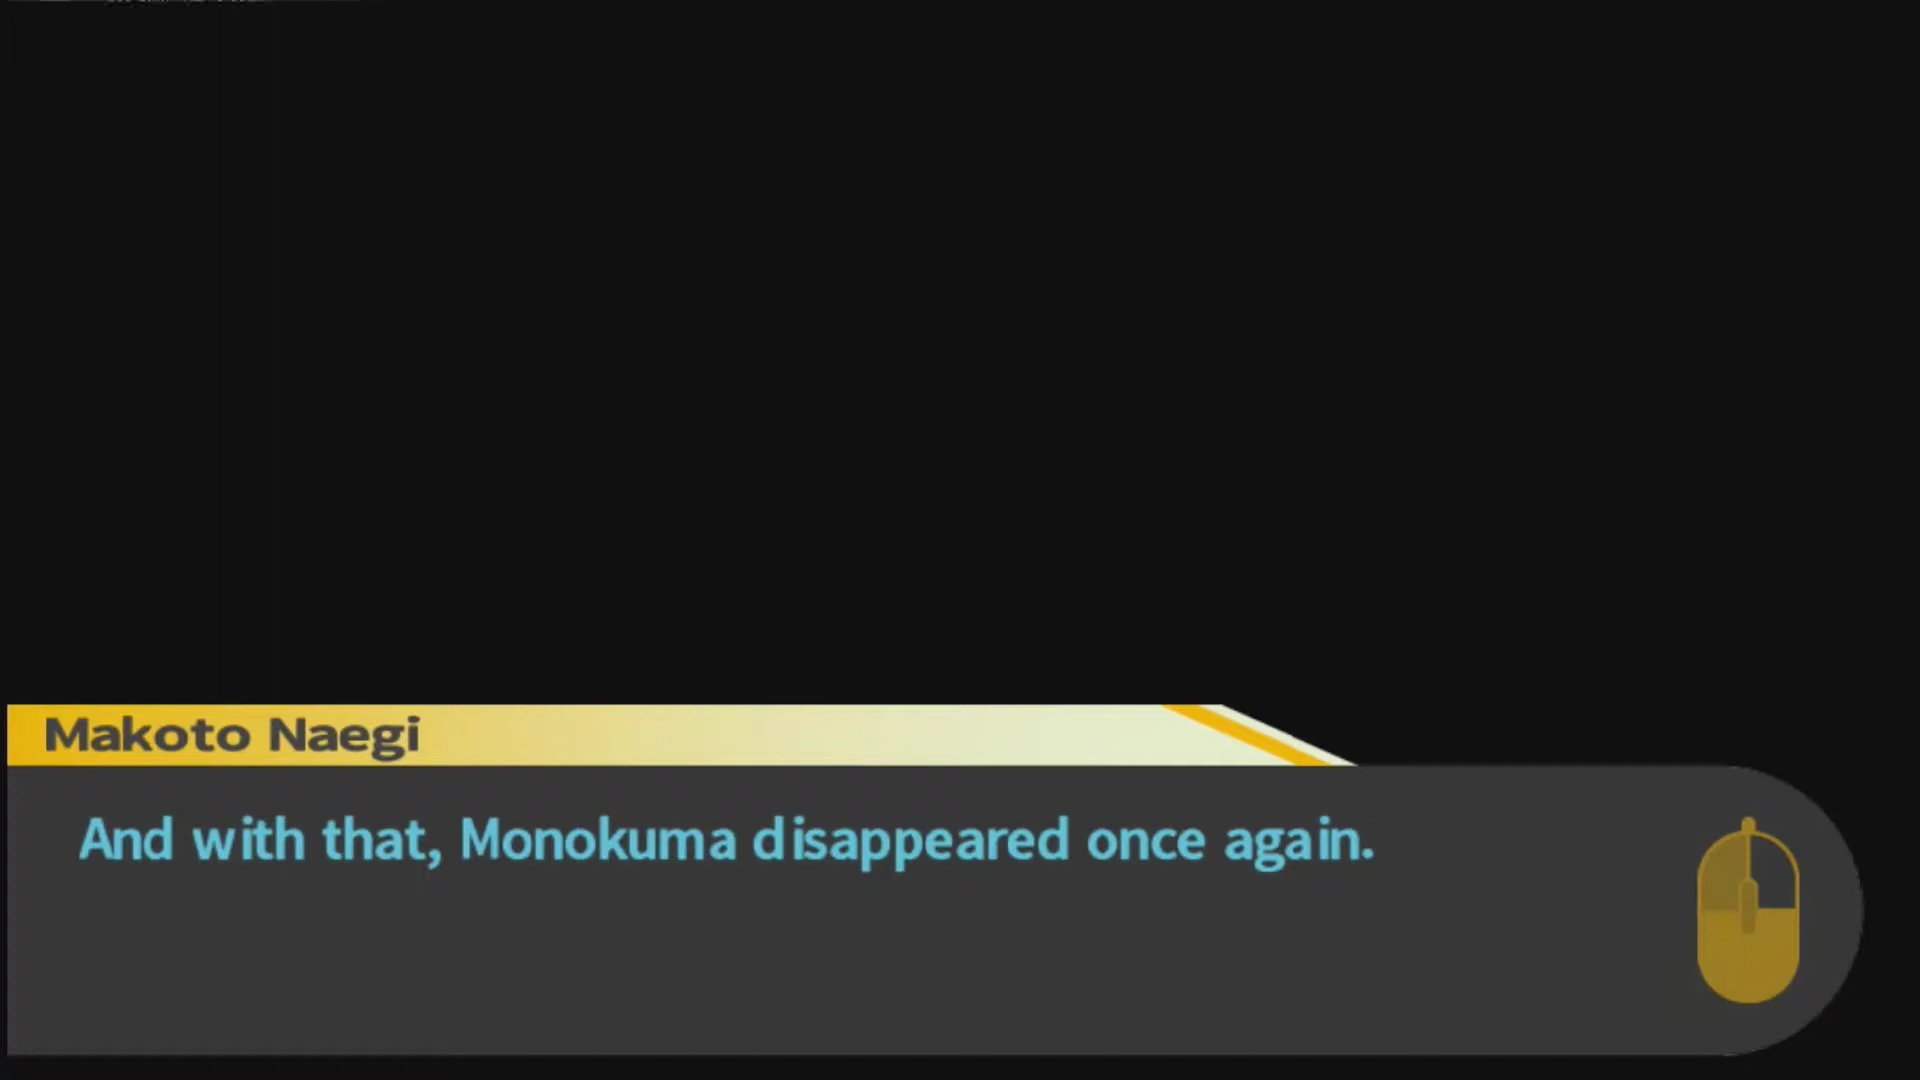 Makoto Naegi
And with that, Monokuma disappeared once again.